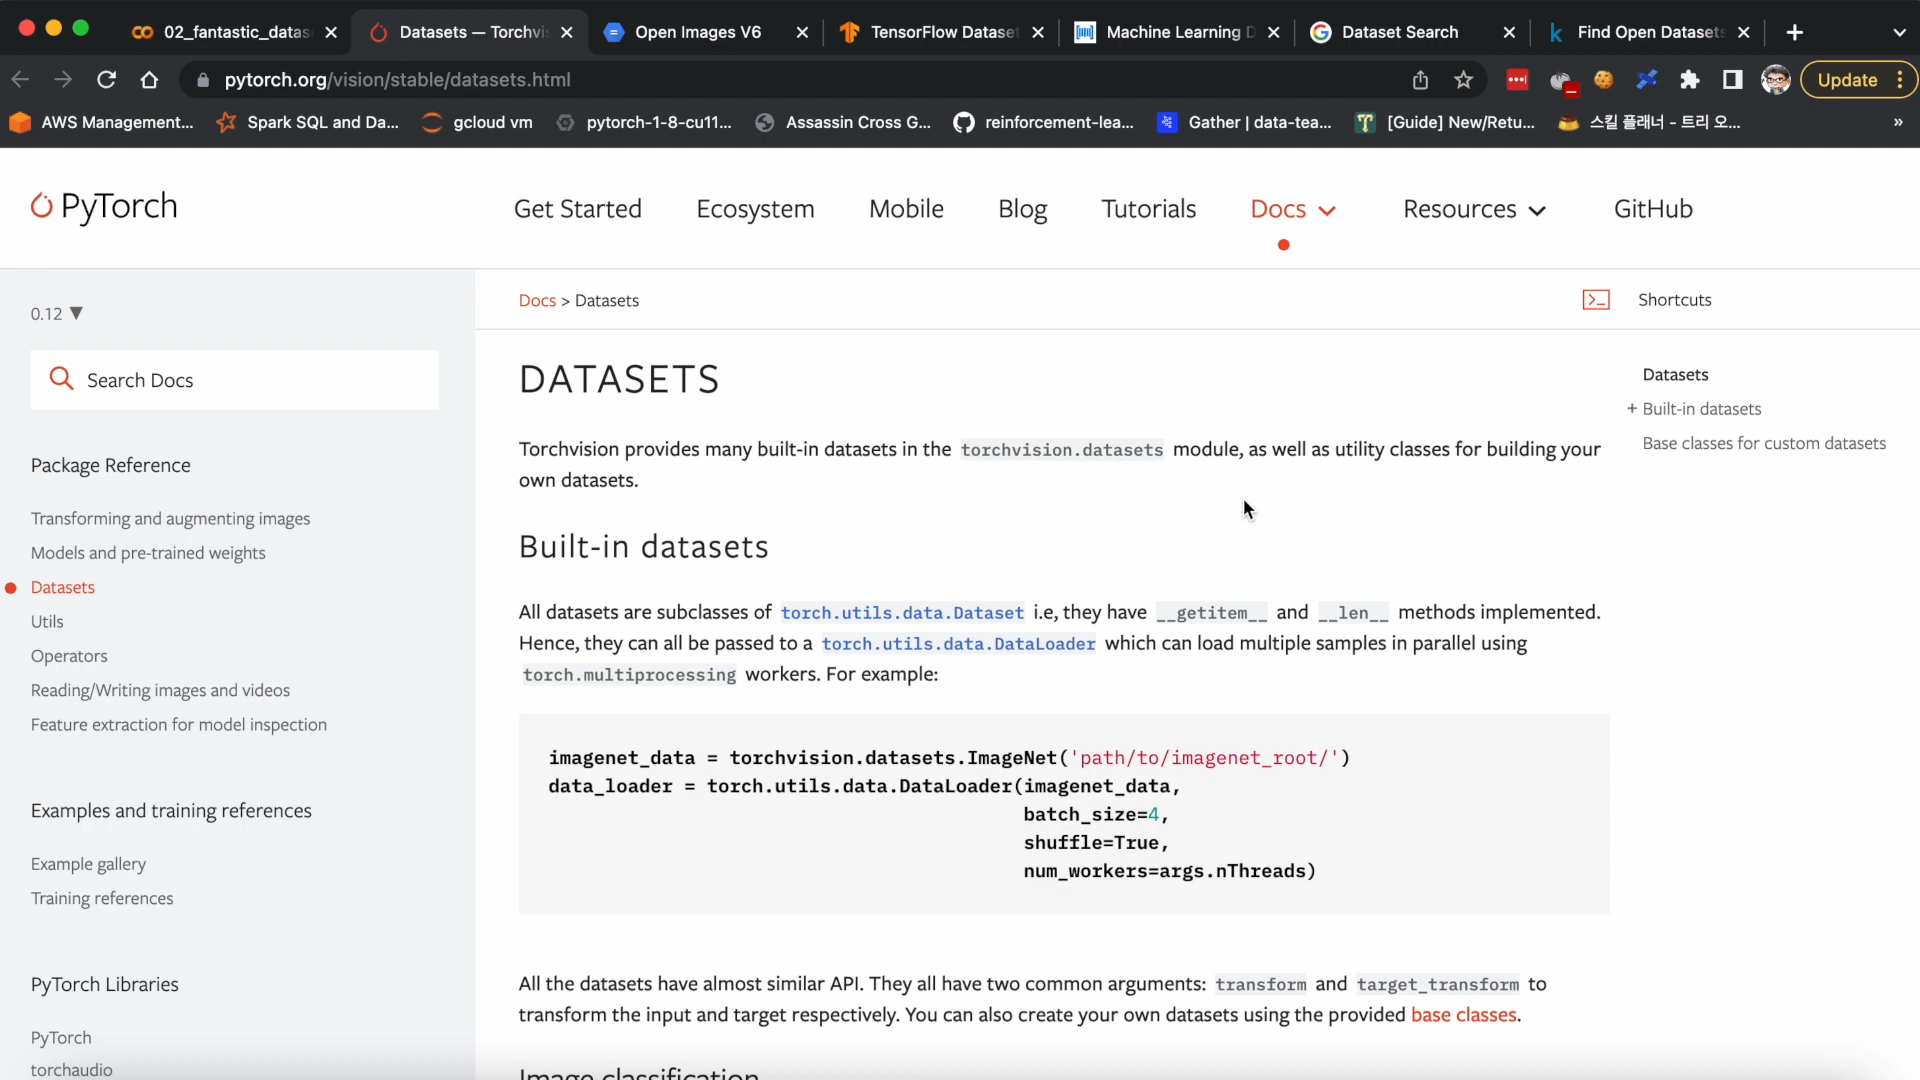 02_fantastic_datas
Datasets — Torchvis
Open Images V6
TensorFlow Dataset
Machine Learning D
Dataset Search
Find Open Datasets
pytorch.org/vision/stable/datasets.html
Update
AWS Management...
Spark SQL and Da...
gcloud vm
pytorch-1-8-cu11...
Assassin Cross G...
reinforcement-lea...
Gather | data-tea...
[Guide] New/Retu...
스킬 플래너 - 트리 오...
»
PyTorch
Get Started
Ecosystem
Mobile
Blog
Tutorials
Docs
Resources
GitHub
0.12 ▼
Docs > Datasets
Shortcuts
Search Docs
Package Reference
Transforming and augmenting images
Models and pre-trained weights
Datasets
Utils
Operators
Reading/Writing images and videos
Feature extraction for model inspection
Examples and training references
Example gallery
Training references
PyTorch Libraries
PyTorch
torchaudio
DATASETS
Torchvision provides many built-in datasets in the torchvision.datasets module, as well as utility classes for building your
own datasets.
Built-in datasets
All datasets are subclasses of torch.utils.data.Dataset i.e, they have __getitem__ and __len__ methods implemented.
Hence, they can all be passed to a torch.utils.data.DataLoader which can load multiple samples in parallel using
torch.multiprocessing workers. For example:
imagenet_data = torchvision.datasets.ImageNet('path/to/imagenet_root/')
data_loader = torch.utils.data.DataLoader(imagenet_data,
batch_size=4,
shuffle=True,
num_workers=args.nThreads)
All the datasets have almost similar API. They all have two common arguments: transform and target_transform to
transform the input and target respectively. You can also create your own datasets using the provided base classes.
Image classification
Datasets
+ Built-in datasets
Base classes for custom datasets